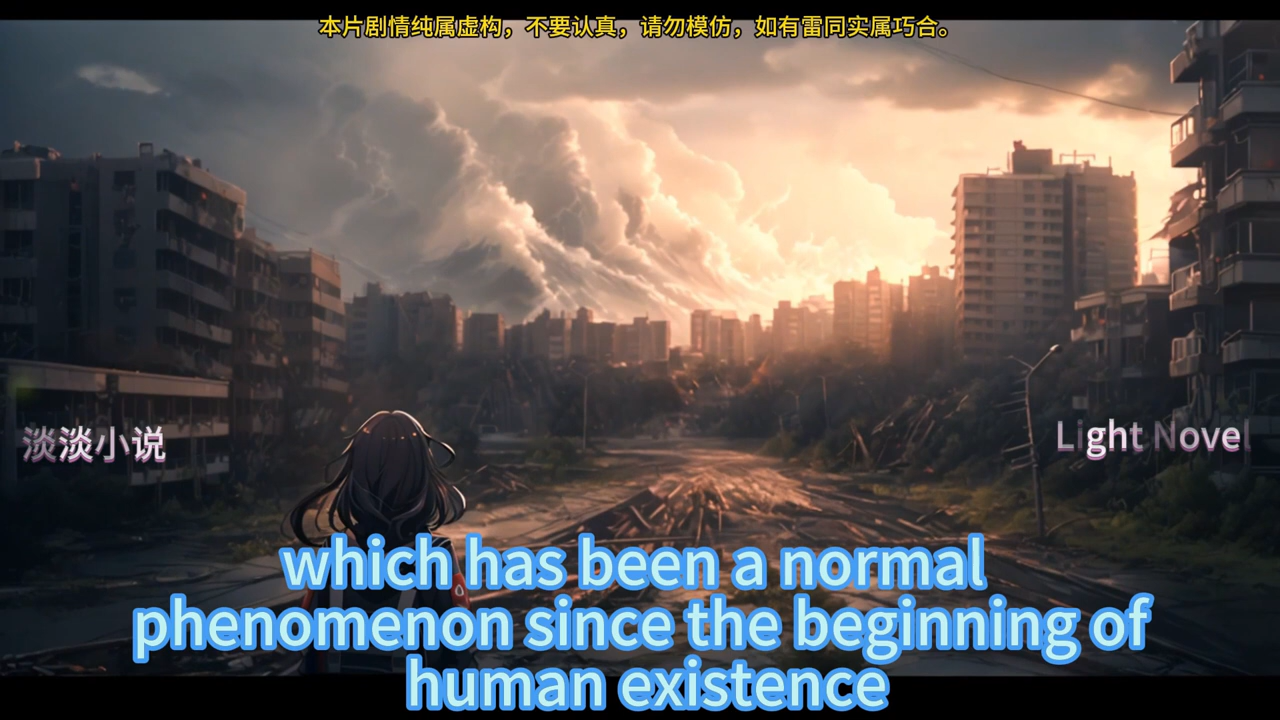 本片剧情纯属虚构，不要认真，请勿模仿，如有雷同实属巧合。
淡淡小说
Light Novel
which has been a normal
phenomenon since the beginning of
human existence